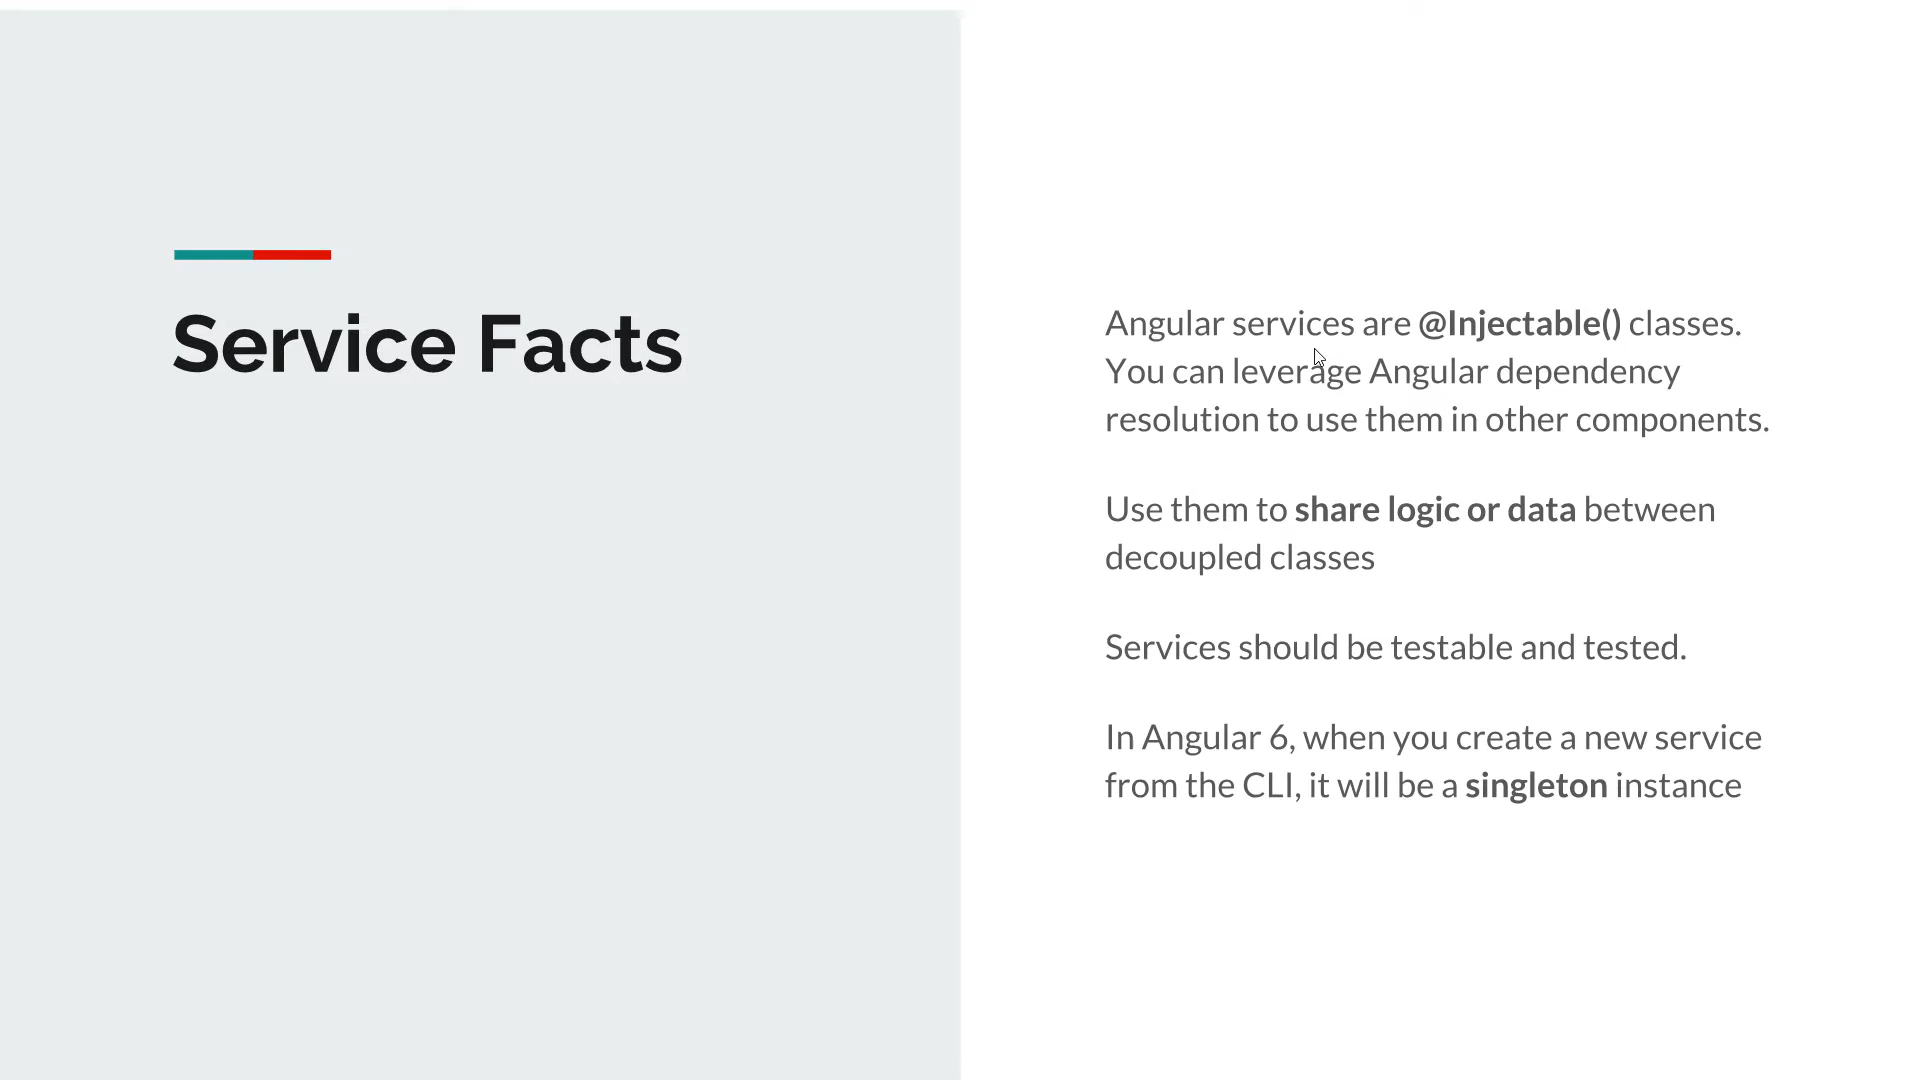 Service Facts
Angular services are @Injectable() classes.
You can leverage Angular dependency
resolution to use them in other components.
Use them to share logic or data between
decoupled classes
Services should be testable and tested.
In Angular 6, when you create a new service
from the CLI, it will be a singleton instance